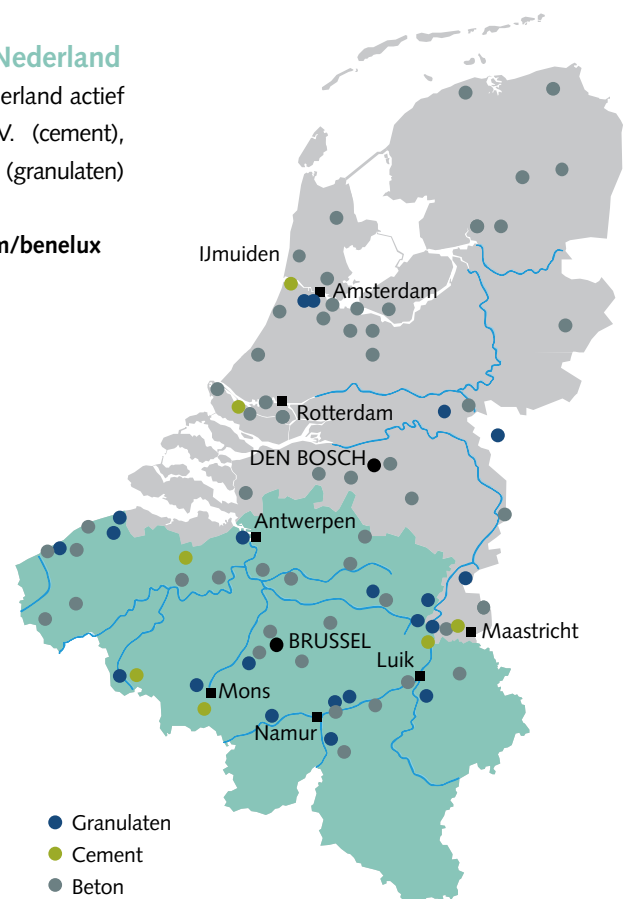 Nederland
erland actief
V. (cement),
(granulaten)
m/benelux
IJmuiden
Amsterdam
Rotterdam
DEN BOSCH
Antwerpen
BRUSSEL
Maastricht
Luik
Mons
Namur
Granulaten
Cement
Beton